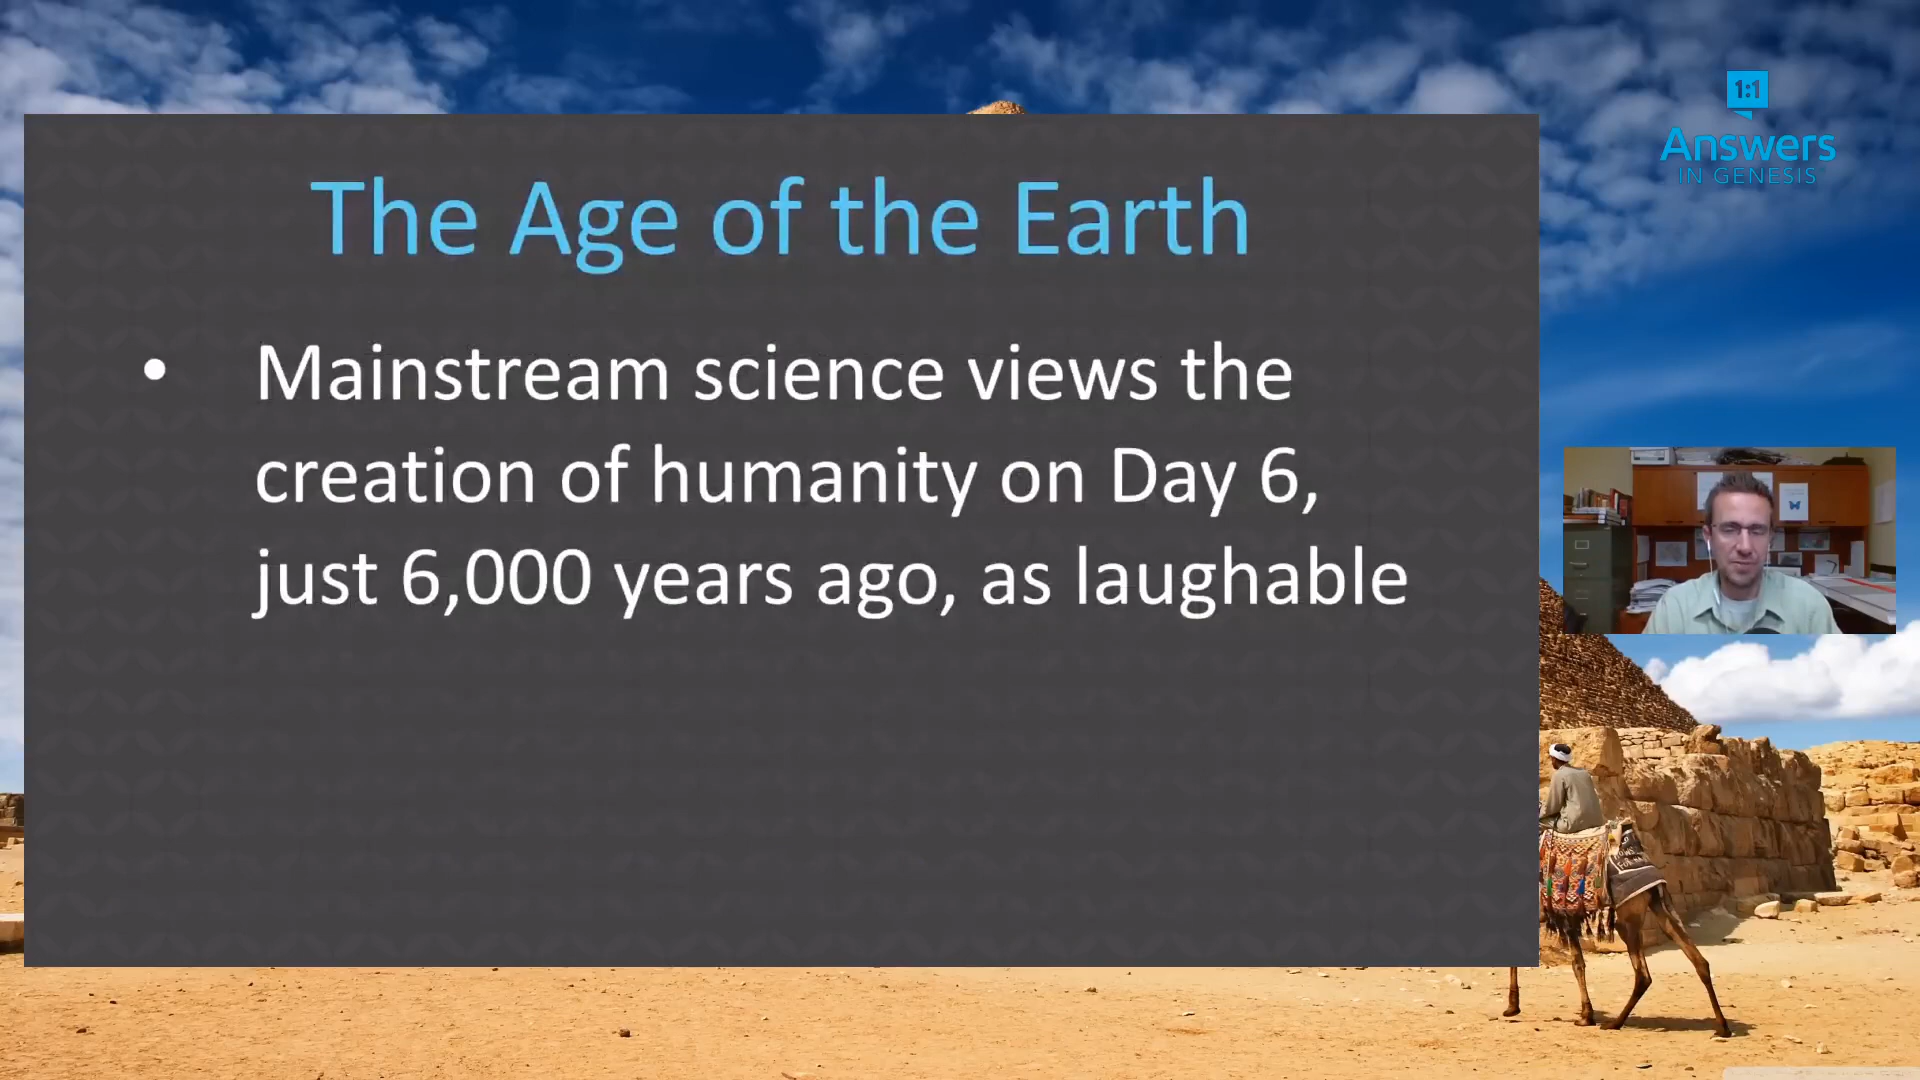 1:1
Answers
IN GENESIS
The Age of the Earth
• Mainstream science views the
creation of humanity on Day 6,
just 6,000 years ago, as laughable